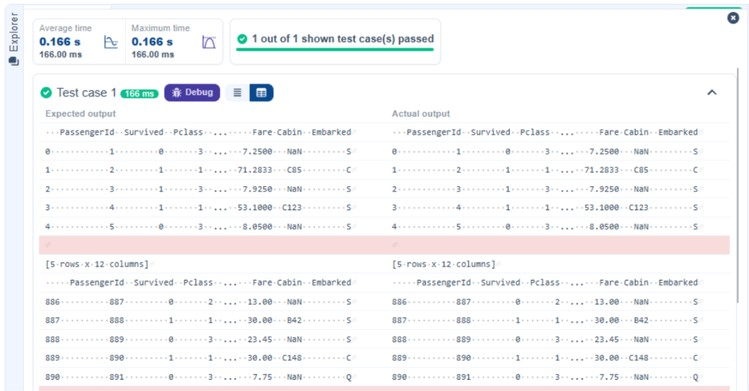 Explorer
Average time
0.166 s
166.00 ms
Maximum time
0.166 s
166.00 ms
1 out of 1 shown test case(s) passed
Test case 1 166 ms Debug
Expected output
···PassengerId··Survived··Pclass··...·····Fare·Cabin··Embarked
0············1·········0·······3··...···7.2500···NaN·········S
1············2·········1·······1··...··71.2833···C85·········C
2············3·········1·······3··...···7.9250···NaN·········S
3············4·········1·······1··...··53.1000··C123·········S
4············5·········0·······3··...···8.0500···NaN·········S
[5·rows·x·12·columns]
·····PassengerId··Survived··Pclass··...···Fare·Cabin··Embarked
886··········887·········0·······2··...··13.00···NaN·········S
887··········888·········1·······1··...··30.00···B42·········S
888··········889·········0·······3··...··23.45···NaN·········S
889··········890·········1·······1··...··30.00··C148·········C
890··········891·········0·······3··...···7.75···NaN·········Q
Actual output
···PassengerId··Survived··Pclass··...·····Fare·Cabin··Embarked
0············1·········0·······3··...···7.2500···NaN·········S
1············2·········1·······1··...··71.2833···C85·········C
2············3·········1·······3··...···7.9250···NaN·········S
3············4·········1·······1··...··53.1000··C123·········S
4············5·········0·······3··...···8.0500···NaN·········S
[5·rows·x·12·columns]
·····PassengerId··Survived··Pclass··...···Fare·Cabin··Embarked
886··········887·········0·······2··...··13.00···NaN·········S
887··········888·········1·······1··...··30.00···B42·········S
888··········889·········0·······3··...··23.45···NaN·········S
889··········890·········1·······1··...··30.00··C148·········C
890··········891·········0·······3··...···7.75···NaN·········Q